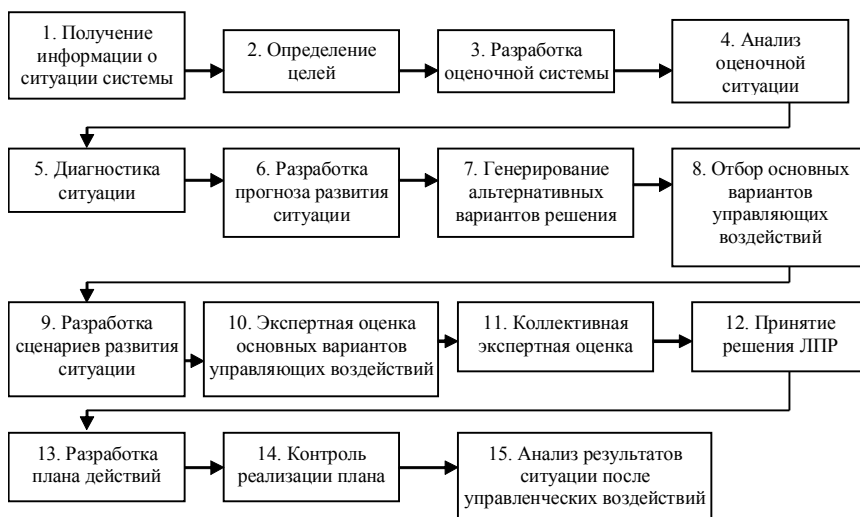 1. Получение
информации о
ситуации системы
2. Определение
целей
3. Разработка
оценочной системы
4. Анализ
оценочной
ситуации
5. Диагностика
ситуации
6. Разработка
прогноза развития
ситуации
7. Генерирование
альтернативных
вариантов решения
8. Отбор основных
вариантов
управляющих
воздействий
9. Разработка
сценариев развития
ситуации
10. Экспертная оценка
основных вариантов
управляющих воздействий
11. Коллективная
экспертная оценка
12. Принятие
решения ЛПР
13. Разработка
плана действий
14. Контроль
реализации плана
15. Анализ результатов
ситуации после
управленческих воздействий